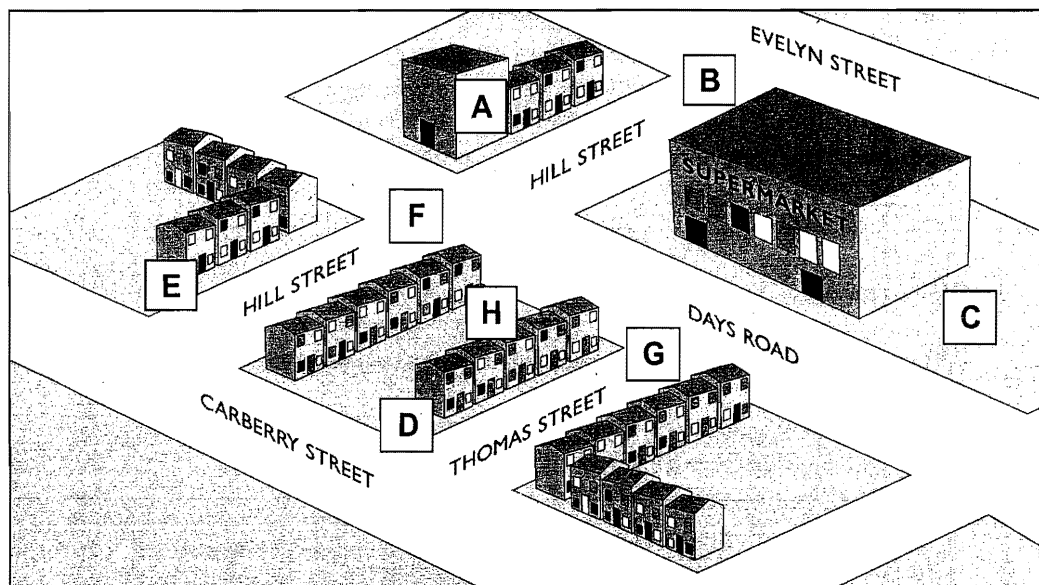 EVELYN STREET
B
A
HILL STREET
SUPERMARKET
F
E
HILL STREET
H
C
DAYS ROAD
G
D
CARBERRY STREET
THOMAS STREET